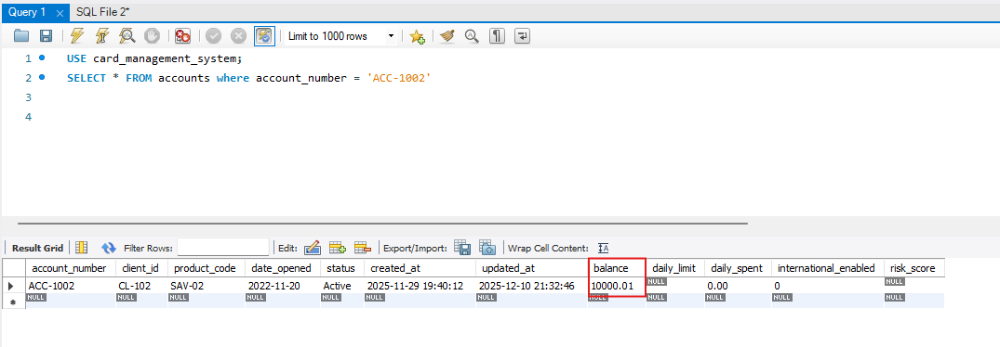 Query 1 SQL File 2*
Limit to 1000 rows
1 USE card_management_system;
2 SELECT * FROM accounts where account_number = 'ACC-1002'
3
4
Result Grid Filter Rows: Edit: Export/Import: Wrap Cell Content:
account_number client_id product_code date_opened status created_at updated_at balance daily_limit daily_spent international_enabled risk_score
ACC-1002 CL-102 SAV-02 2022-11-20 Active 2025-11-29 19:40:12 2025-12-10 21:32:46 10000.01 NULL 0.00 0 NULL
NULL NULL NULL NULL NULL NULL NULL NULL NULL NULL NULL NULL